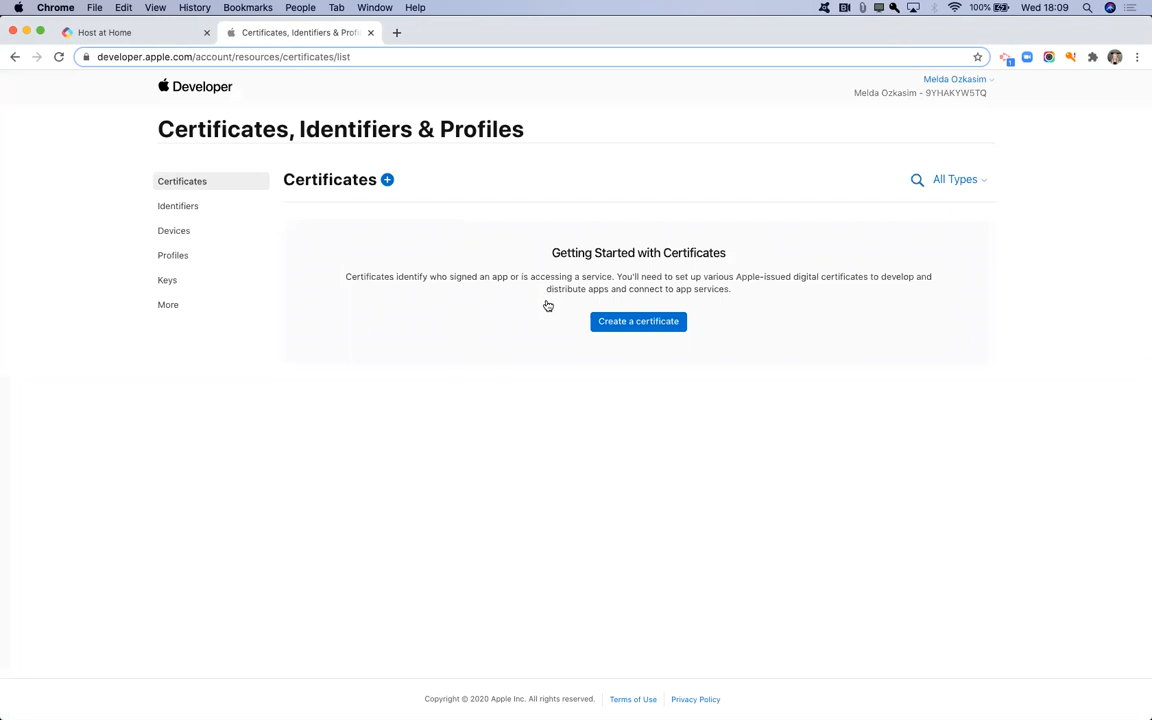 Chrome File Edit View History Bookmarks People Tab Window Help 100% Wed 18:09
Host at Home
Certificates, Identifiers & Profi
developer.apple.com/account/resources/certificates/list
1
Developer
Melda Ozkasim
Melda Ozkasim - 9YHAKYW5TQ
Certificates, Identifiers & Profiles
Certificates
Identifiers
Devices
Profiles
Keys
More
Certificates
All Types
Getting Started with Certificates
Certificates identify who signed an app or is accessing a service. You'll need to set up various Apple-issued digital certificates to develop and
distribute apps and connect to app services.
Create a certificate
Copyright © 2020 Apple Inc. All rights reserved. Terms of Use Privacy Policy